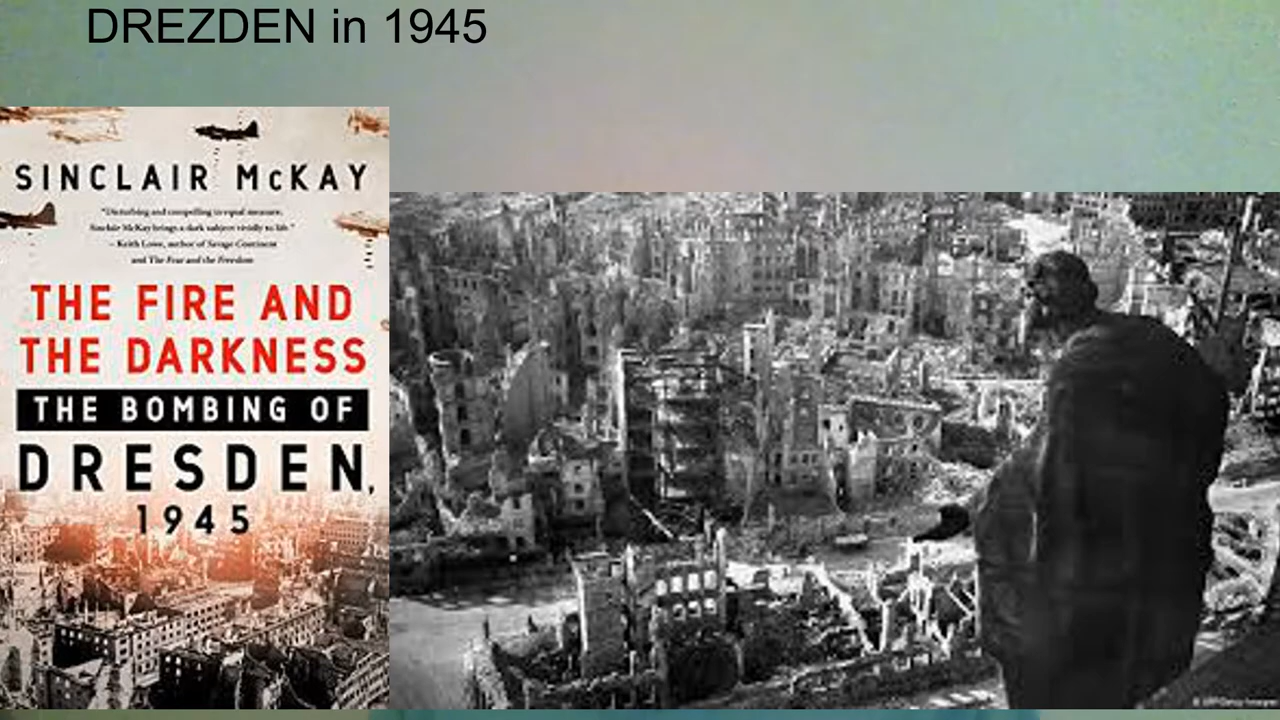 DREZDEN in 1945
SINCLAIR McKAY
"Disturbing and compelling in equal measure,
Sinclair McKay brings a dark subject vividly to life."
– Keith Lowe, author of Savage Continent
and The Fear and the Freedom
THE FIRE AND
THE DARKNESS
THE BOMBING OF
DRESDEN,
1945